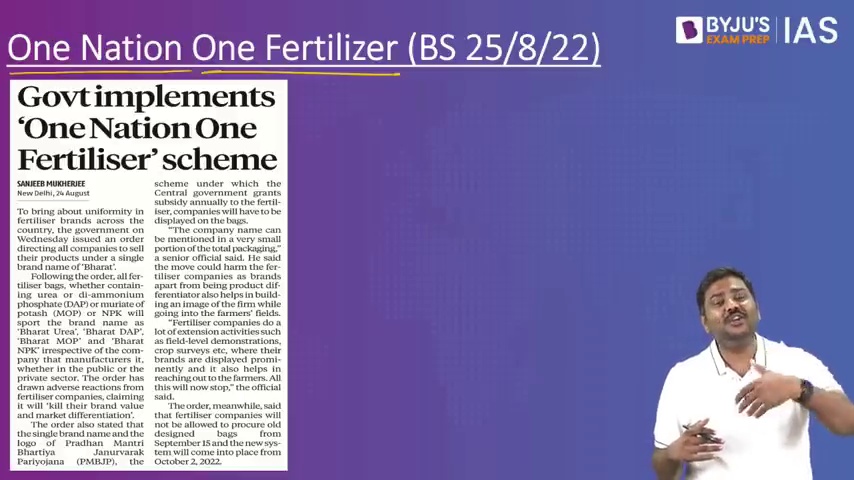 One Nation One Fertilizer (BS 25/8/22)
BYJU'S
EXAM PREP
IAS
Govt implements
‘One Nation One
Fertiliser’ scheme
SANJEEB MUKHERJEE
New Delhi, 24 August
To bring about uniformity in
fertiliser brands across the
country, the government on
Wednesday issued an order
directing all companies to sell
their products under a single
brand name of ‘Bharat’.
Following the order, all fer-
tiliser bags, whether contain-
ing urea or di-ammonium
phosphate (DAP) or muriate of
potash (MOP) or NPK will
sport the brand name as
‘Bharat Urea’, ‘Bharat DAP’,
‘Bharat MOP’ and ‘Bharat
NPK’ irrespective of the com-
pany that manufacturers it,
whether in the public or the
private sector. The order has
drawn adverse reactions from
fertiliser companies, claiming
it will ‘kill their brand value
and market differentiation’.
The order also stated that
the single brand name and the
logo of Pradhan Mantri
Bhartiya Janurvarak
Pariyojana (PMBJP), the
scheme under which the
Central government grants
subsidy annually to the fertil-
iser, companies will have to be
displayed on the bags.
“The company name can
be mentioned in a very small
portion of the total packaging,”
a senior official said. He said
the move could harm the fer-
tiliser companies as brands
apart from being product dif-
ferentiator also helps in build-
ing an image of the firm while
going into the farmers’ fields.
“Fertiliser companies do a
lot of extension activities such
as field-level demonstrations,
crop surveys etc, where their
brands are displayed promi-
nently and it also helps in
reaching out to the farmers. All
this will now stop,” the official
said.
The order, meanwhile, said
that fertiliser companies will
not be allowed to procure old
designed bags from
September 15 and the new sys-
tem will come into place from
October 2, 2022.